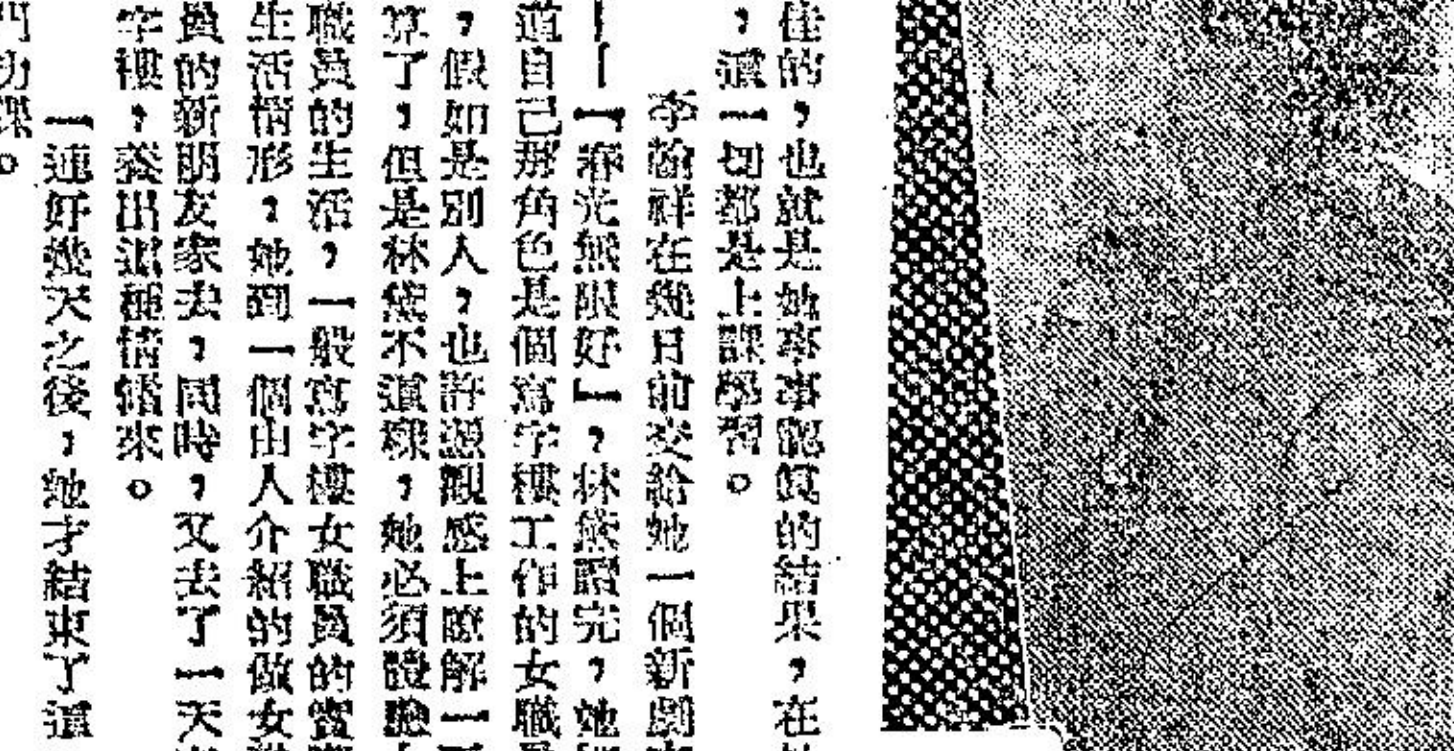 佳的，也就是她事事認眞的結果，在
，這一切都是上課學習。
李翰祥在幾日前交給她一個新劇
——「春光無限好」，林黛讀完，她
道自己那角色是個寫字樓工作的女職
，假如是別人，也許憑觀感上瞭解一
算了，但是林黛不這樣，她必須體驗
職員的生活，一般寫字樓女職員的實
生活情形，她到一個由人介紹的做女
員的新朋友家去，同時，又去了一天
字樓，養出這種情緒來。
一連好幾天之後，她才結束了這
門功課。